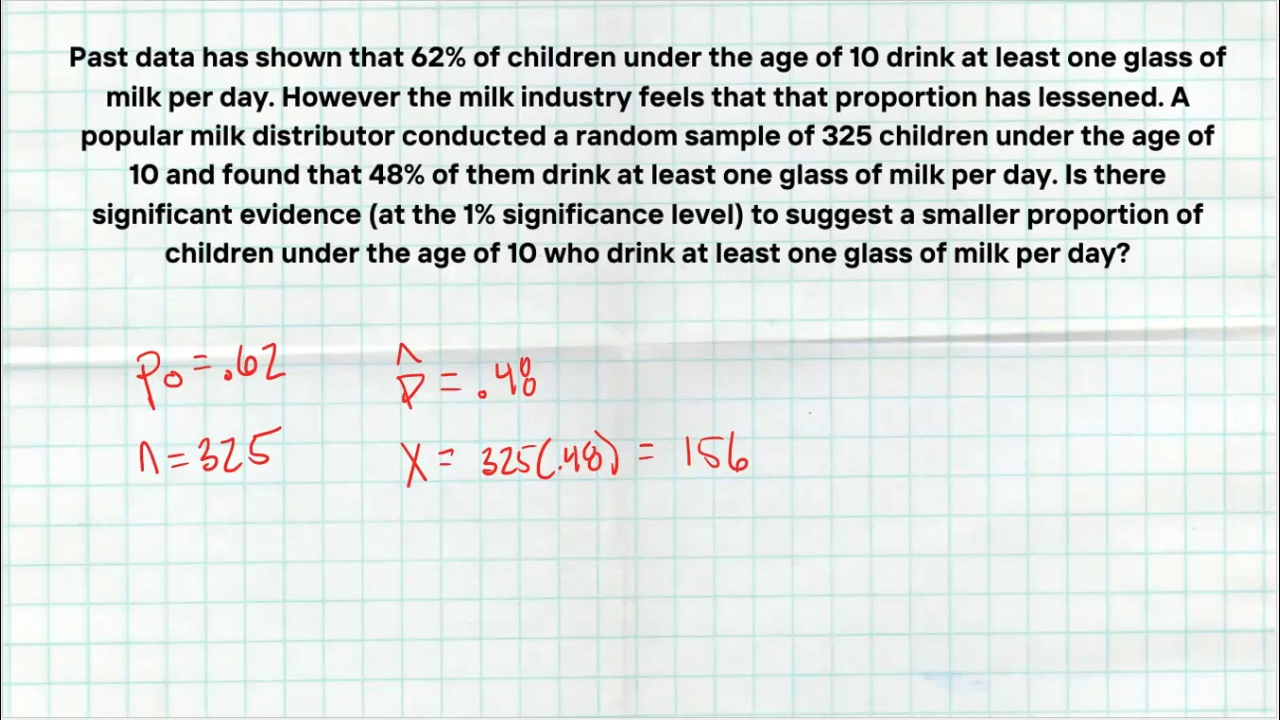 Past data has shown that 62% of children under the age of 10 drink at least one glass of
milk per day. However the milk industry feels that that proportion has lessened. A
popular milk distributor conducted a random sample of 325 children under the age of
10 and found that 48% of them drink at least one glass of milk per day. Is there
significant evidence (at the 1% significance level) to suggest a smaller proportion of
children under the age of 10 who drink at least one glass of milk per day?
p₀ = .62
p̂ = .48
n = 325
X = 325(.48) = 156